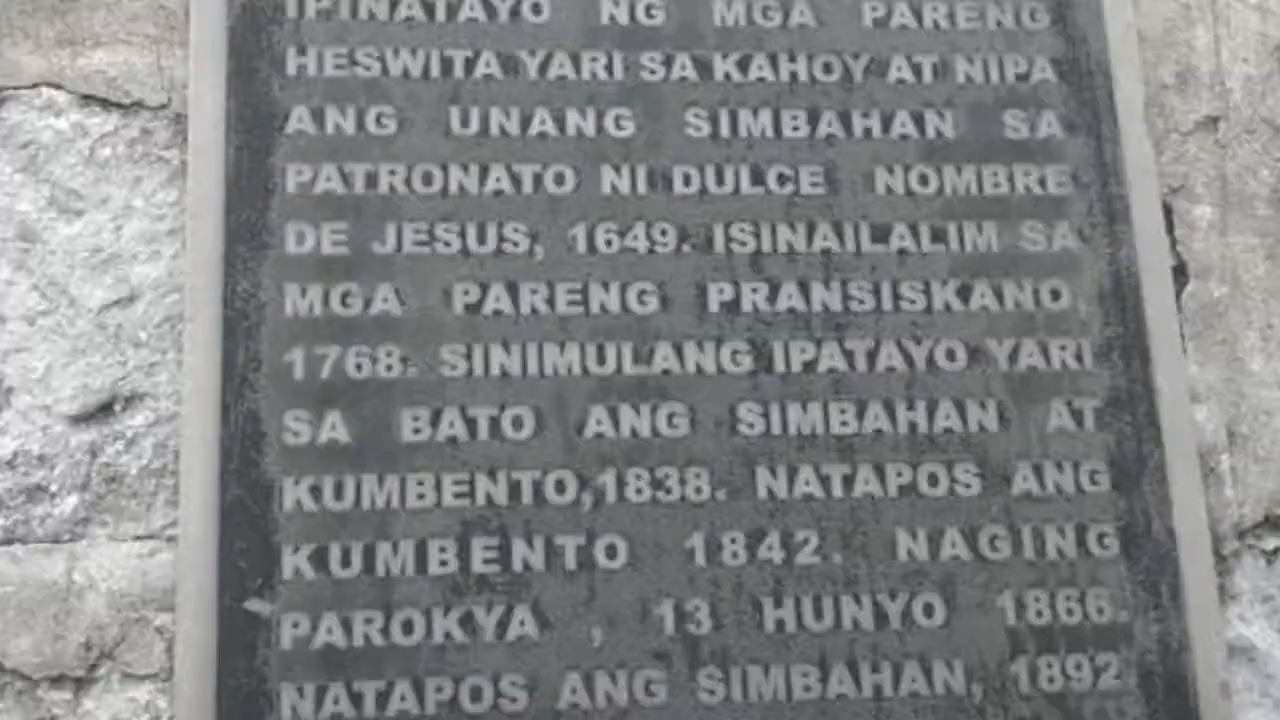 IPINATAYO NG MGA PARENG
HESWITA YARI SA KAHOY AT NIPA
ANG UNANG SIMBAHAN SA
PATRONATO NI DULCE NOMBRE
DE JESUS, 1649. ISINAILALIM SA
MGA PARENG PRANSISKANO,
1768. SINIMULANG IPATAYO YARI
SA BATO ANG SIMBAHAN AT
KUMBENTO,1838. NATAPOS ANG
KUMBENTO 1842. NAGING
PAROKYA , 13 HUNYO 1866.
NATAPOS ANG SIMBAHAN, 1892.